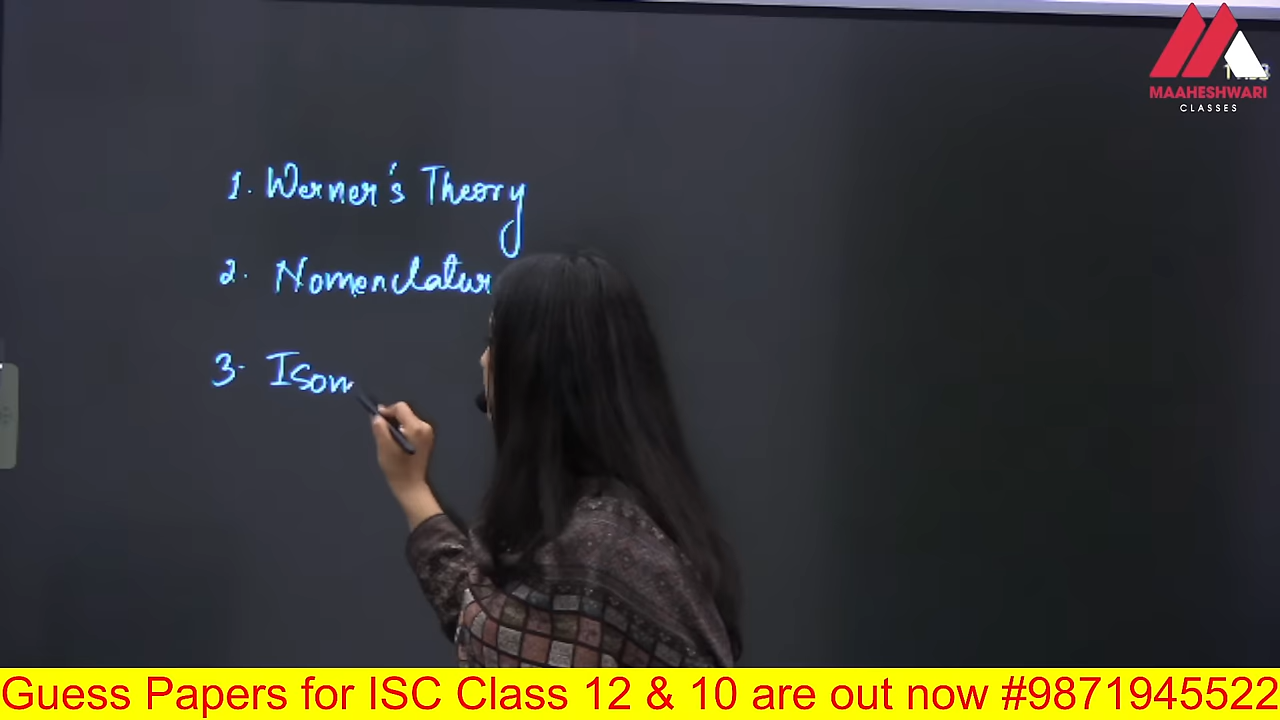 MAAHESHWARI
CLASSES
1. Werner's Theory
2. Nomenclatur
3. Isom
Guess Papers for ISC Class 12 & 10 are out now #9871945522